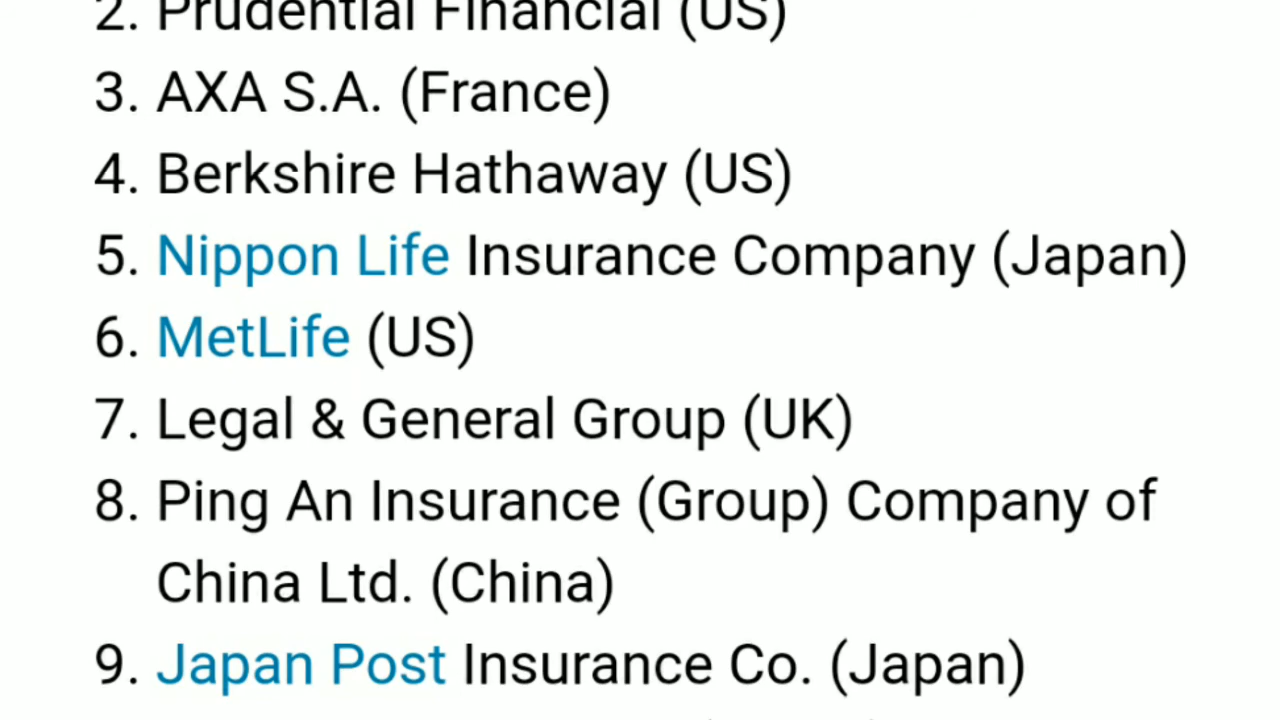 2. Prudential Financial (US)
3. AXA S.A. (France)
4. Berkshire Hathaway (US)
5. Nippon Life Insurance Company (Japan)
6. MetLife (US)
7. Legal & General Group (UK)
8. Ping An Insurance (Group) Company of
China Ltd. (China)
9. Japan Post Insurance Co. (Japan)